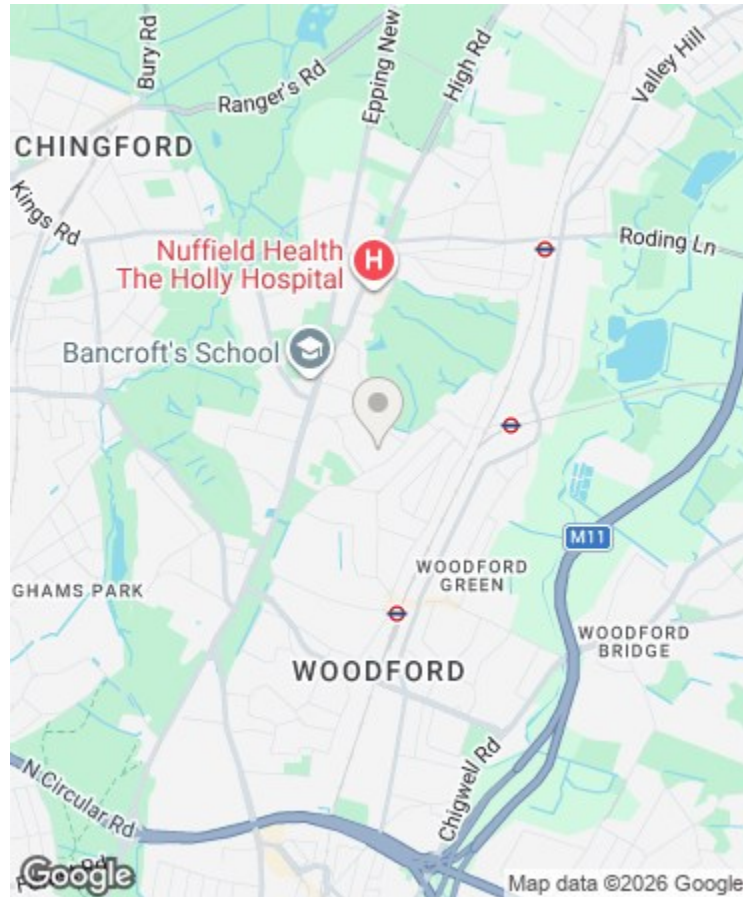 Bury Rd
Ranger's Rd
Epping New
High Rd
Valley Hill
CHINGFORD
Kings Rd
Nuffield Health
The Holly Hospital
H
Roding Ln
Bancroft's School
M11
GHAMS PARK
WOODFORD
GREEN
WOODFORD
BRIDGE
WOODFORD
Chigwell Rd
N Circular Rd
Rd
Google
Map data ©2026 Google